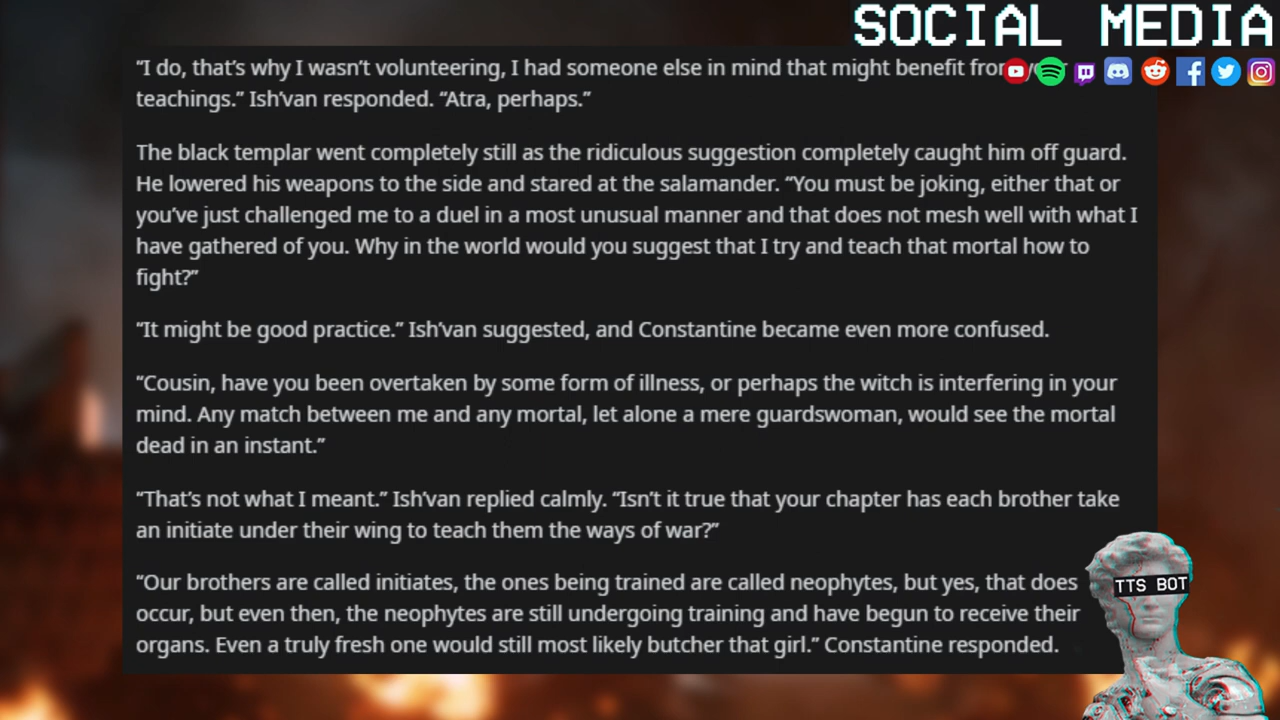 SOCIAL MEDIA
“I do, that’s why I wasn’t volunteering, I had someone else in mind that might benefit from
teachings.” Ish’van responded. “Atra, perhaps.”
The black templar went completely still as the ridiculous suggestion completely caught him off guard.
He lowered his weapons to the side and stared at the salamander. “You must be joking, either that or
you’ve just challenged me to a duel in a most unusual manner and that does not mesh well with what I
have gathered of you. Why in the world would you suggest that I try and teach that mortal how to
fight?”
“It might be good practice.” Ish’van suggested, and Constantine became even more confused.
“Cousin, have you been overtaken by some form of illness, or perhaps the witch is interfering in your
mind. Any match between me and any mortal, let alone a mere guardswoman, would see the mortal
dead in an instant.”
“That’s not what I meant.” Ish’van replied calmly. “Isn’t it true that your chapter has each brother take
an initiate under their wing to teach them the ways of war?”
“Our brothers are called initiates, the ones being trained are called neophytes, but yes, that does
occur, but even then, the neophytes are still undergoing training and have begun to receive their
organs. Even a truly fresh one would still most likely butcher that girl.” Constantine responded.
TTS BOT